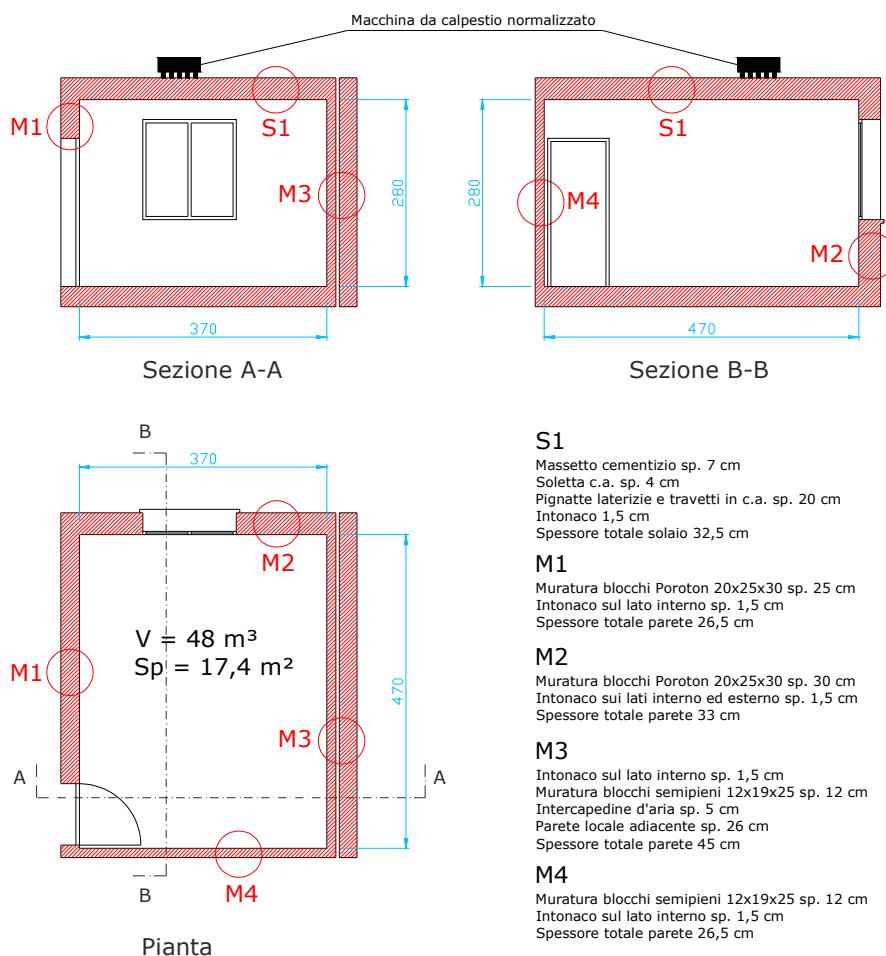 Macchina da calpestio normalizzato
M1
S1
M3
280
370
Sezione A-A
S1
280
M4
M2
470
Sezione B-B
B
370
M2
V = 48 m³
Sp = 17,4 m²
M1
470
M3
A
A
B
M4
Pianta
S1
Massetto cementizio sp. 7 cm
Soletta c.a. sp. 4 cm
Pignatte laterizie e travetti in c.a. sp. 20 cm
Intonaco 1,5 cm
Spessore totale solaio 32,5 cm
M1
Muratura blocchi Poroton 20x25x30 sp. 25 cm
Intonaco sul lato interno sp. 1,5 cm
Spessore totale parete 26,5 cm
M2
Muratura blocchi Poroton 20x25x30 sp. 30 cm
Intonaco sui lati interno ed esterno sp. 1,5 cm
Spessore totale parete 33 cm
M3
Intonaco sul lato interno sp. 1,5 cm
Muratura blocchi semipieni 12x19x25 sp. 12 cm
Intercapedine d'aria sp. 5 cm
Parete locale adiacente sp. 26 cm
Spessore totale parete 45 cm
M4
Muratura blocchi semipieni 12x19x25 sp. 12 cm
Intonaco sul lato interno sp. 1,5 cm
Spessore totale parete 26,5 cm